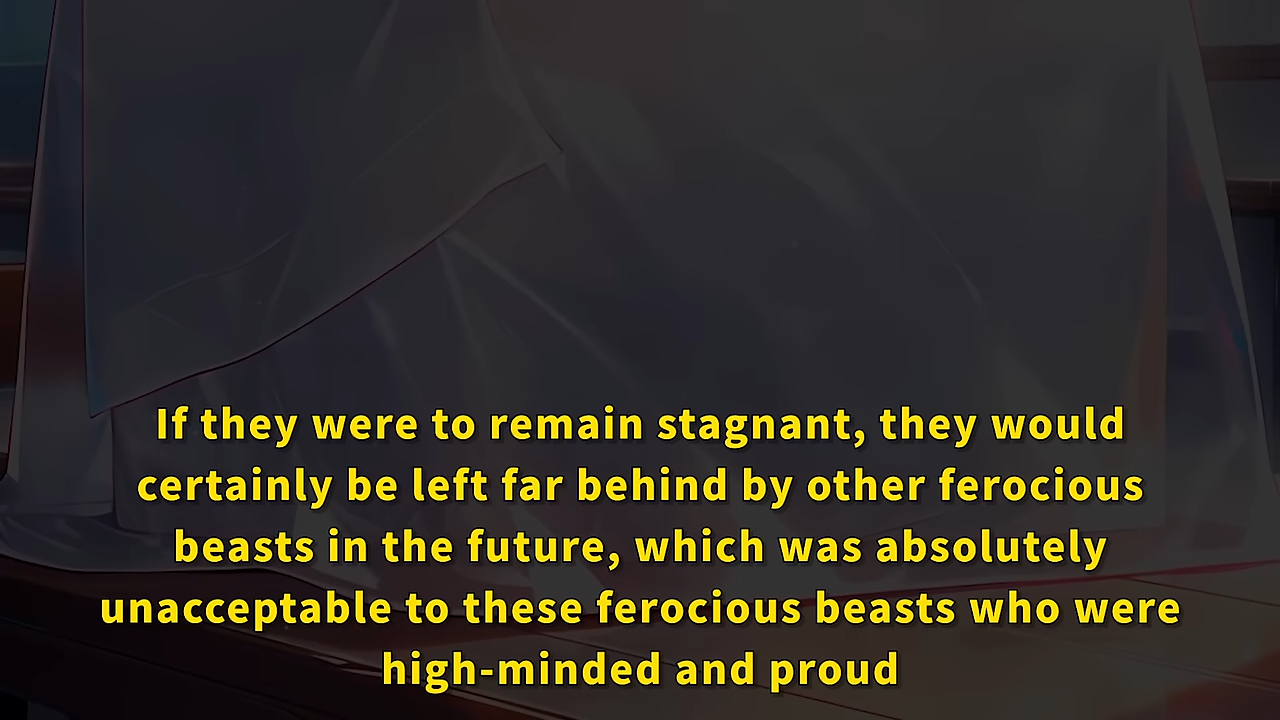 If they were to remain stagnant, they would
certainly be left far behind by other ferocious
beasts in the future, which was absolutely
unacceptable to these ferocious beasts who were
high-minded and proud